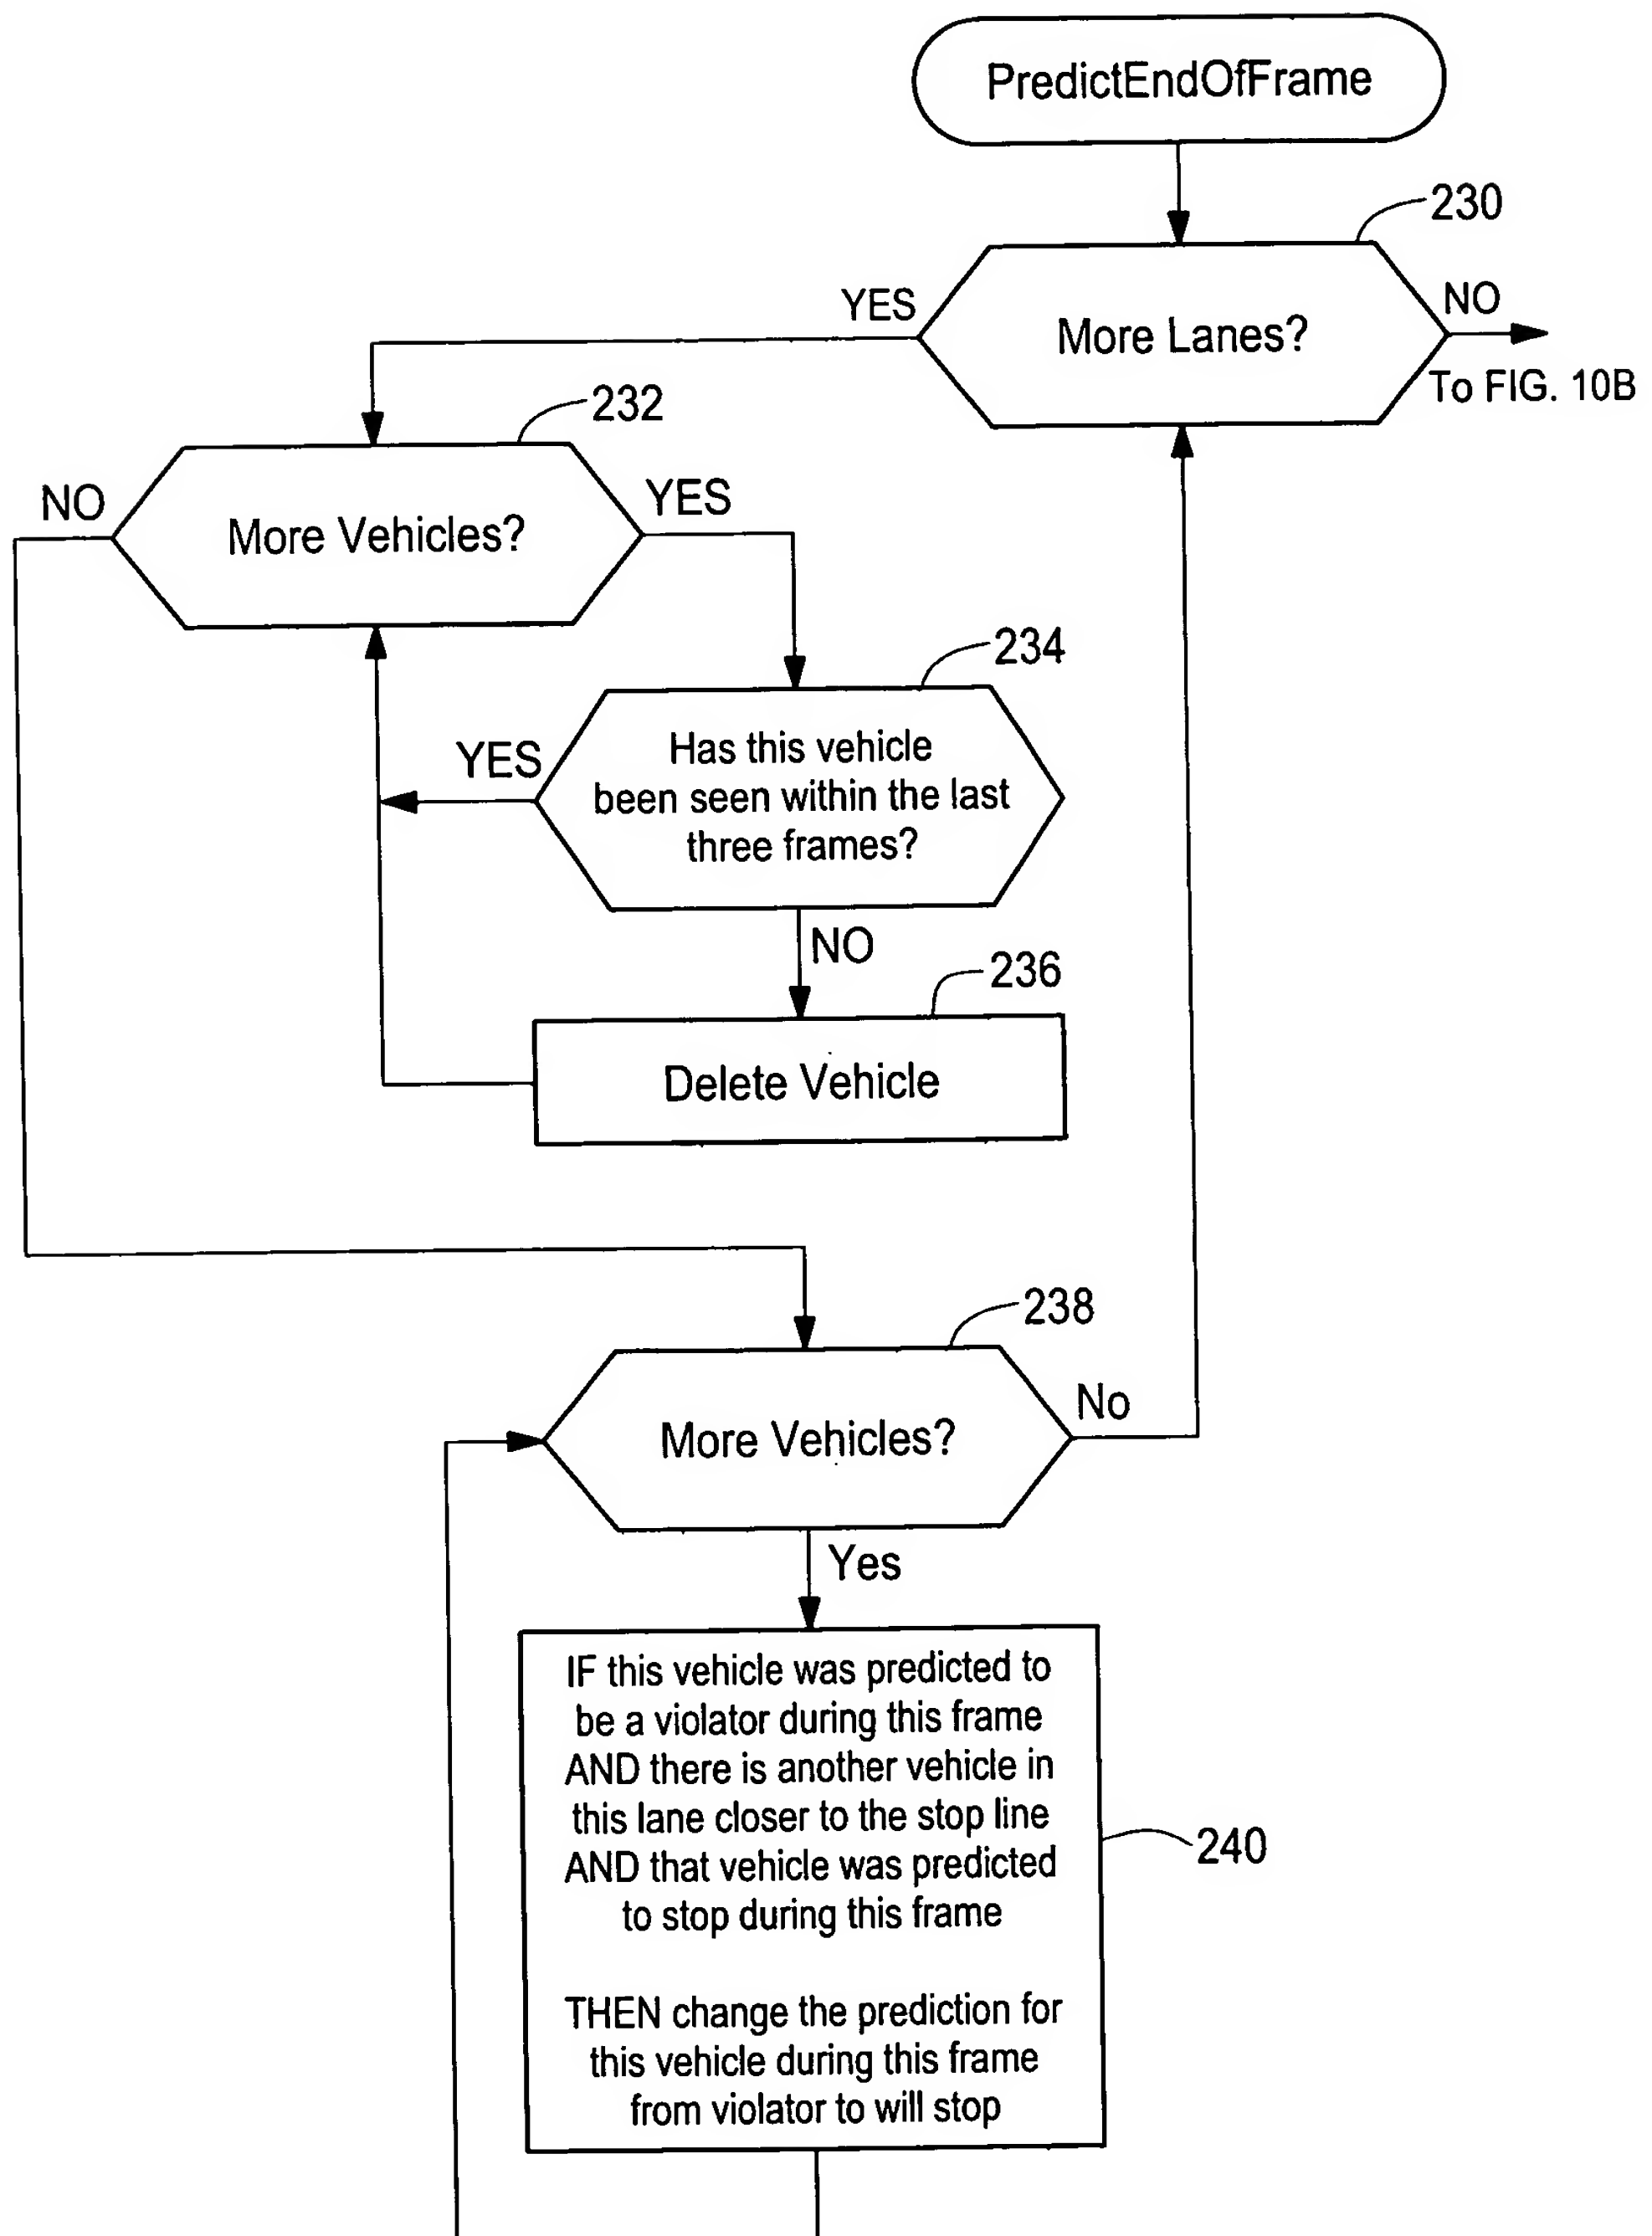 PredictEndOfFrame
230
YES
More Lanes?
NO
To FIG. 10B
232
NO
More Vehicles?
YES
234
YES
Has this vehicle
been seen within the last
three frames?
NO
236
Delete Vehicle
238
More Vehicles?
No
Yes
IF this vehicle was predicted to
be a violator during this frame
AND there is another vehicle in
this lane closer to the stop line
AND that vehicle was predicted
to stop during this frame
THEN change the prediction for
this vehicle during this frame
from violator to will stop
240